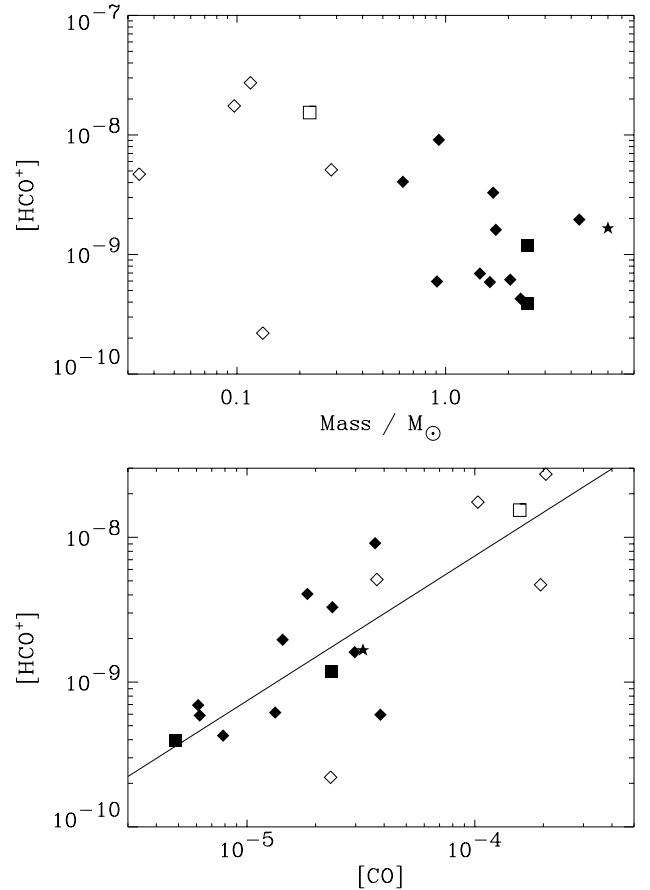 10⁻⁷
10⁻⁸
10⁻⁹
10⁻¹⁰
[HCO⁺]
0.1
1.0
Mass / M☉
10⁻⁸
10⁻⁹
10⁻¹⁰
[HCO⁺]
10⁻⁵
10⁻⁴
[CO]